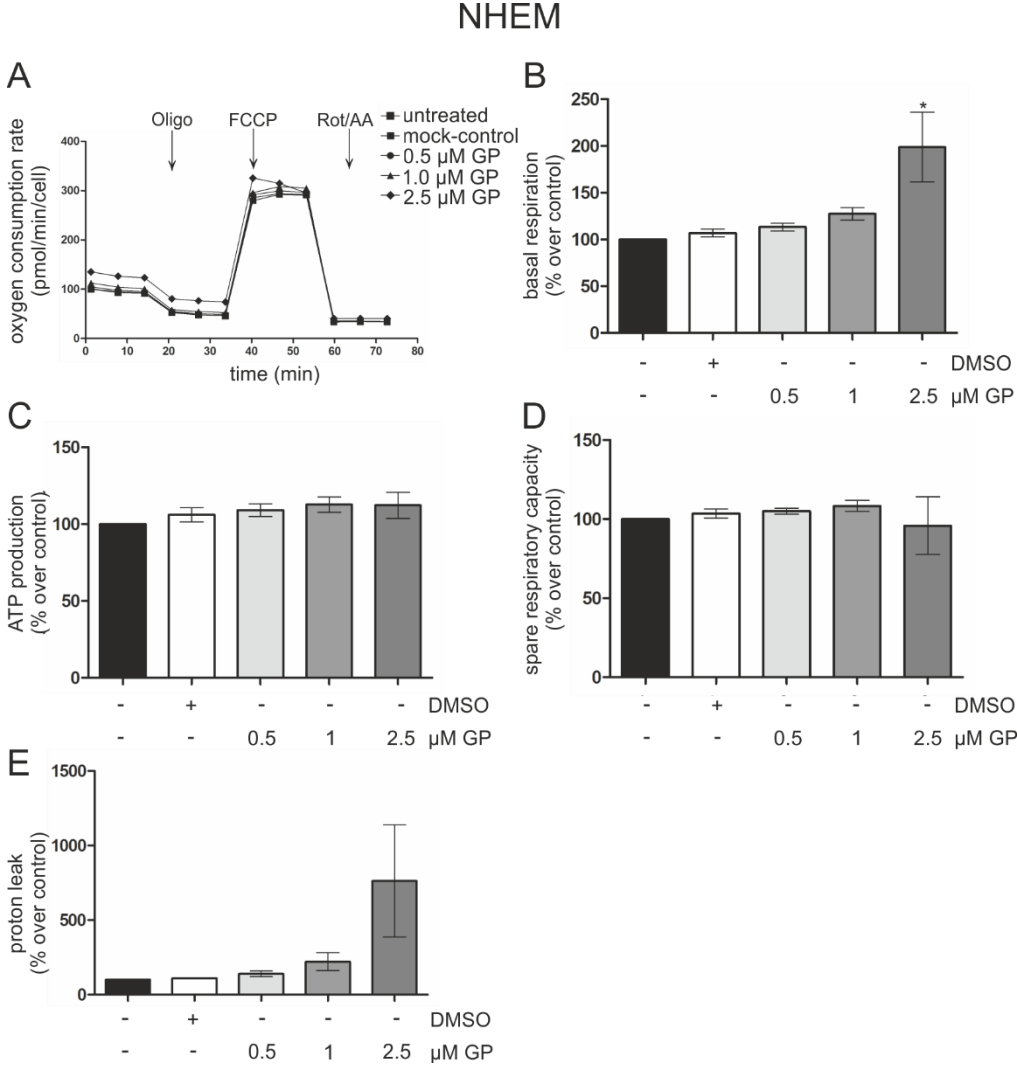 NHEM
A
Oligo
FCCP
Rot/AA
untreated
mock-control
0.5 µM GP
1.0 µM GP
2.5 µM GP
oxygen consumption rate
(pmol/min/cell)
400
300
200
100
0
0 10 20 30 40 50 60 70 80
time (min)
B
basal respiration
(% over control)
250
200
150
100
50
0
*
- + - - - DMSO
- - 0.5 1 2.5 µM GP
C
ATP production
(% over control)
150
100
50
0
- + - - - DMSO
- - 0.5 1 2.5 µM GP
D
spare respiratory capacity
(% over control)
150
100
50
0
- + - - - DMSO
- - 0.5 1 2.5 µM GP
E
proton leak
(% over control)
1500
1000
500
0
- + - - - DMSO
- - 0.5 1 2.5 µM GP